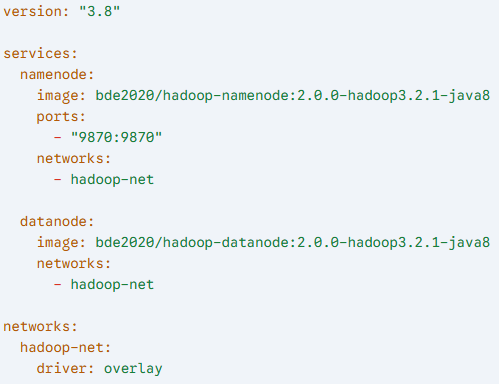 version: "3.8"

services:
  namenode:
    image: bde2020/hadoop-namenode:2.0.0-hadoop3.2.1-java8
    ports:
      - "9870:9870"
    networks:
      - hadoop-net

  datanode:
    image: bde2020/hadoop-datanode:2.0.0-hadoop3.2.1-java8
    networks:
      - hadoop-net

networks:
  hadoop-net:
    driver: overlay